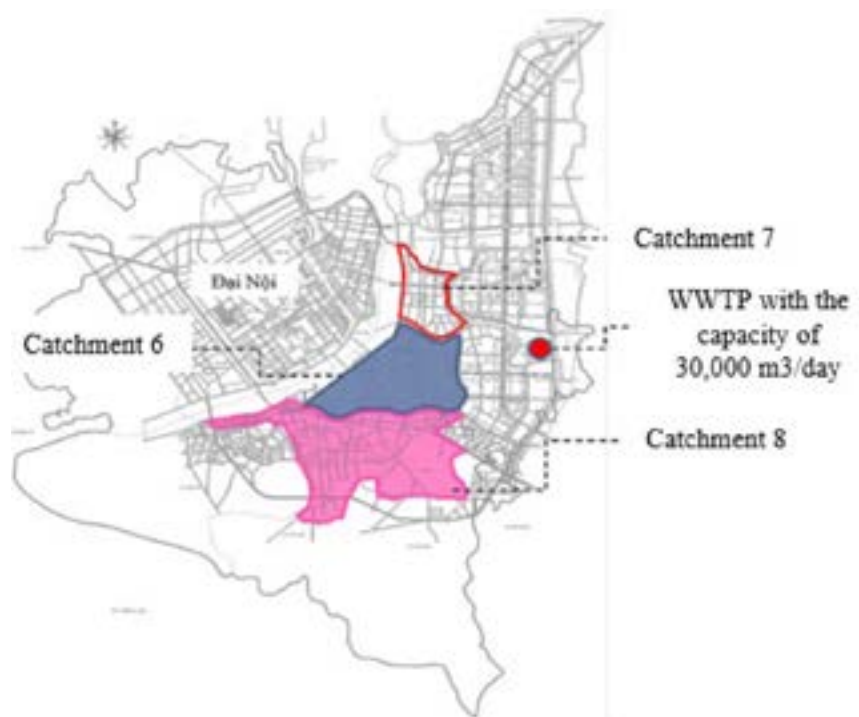 Catchment 7
Đại Nội
WWTP with the
capacity of
30,000 m3/day
Catchment 6
Catchment 8